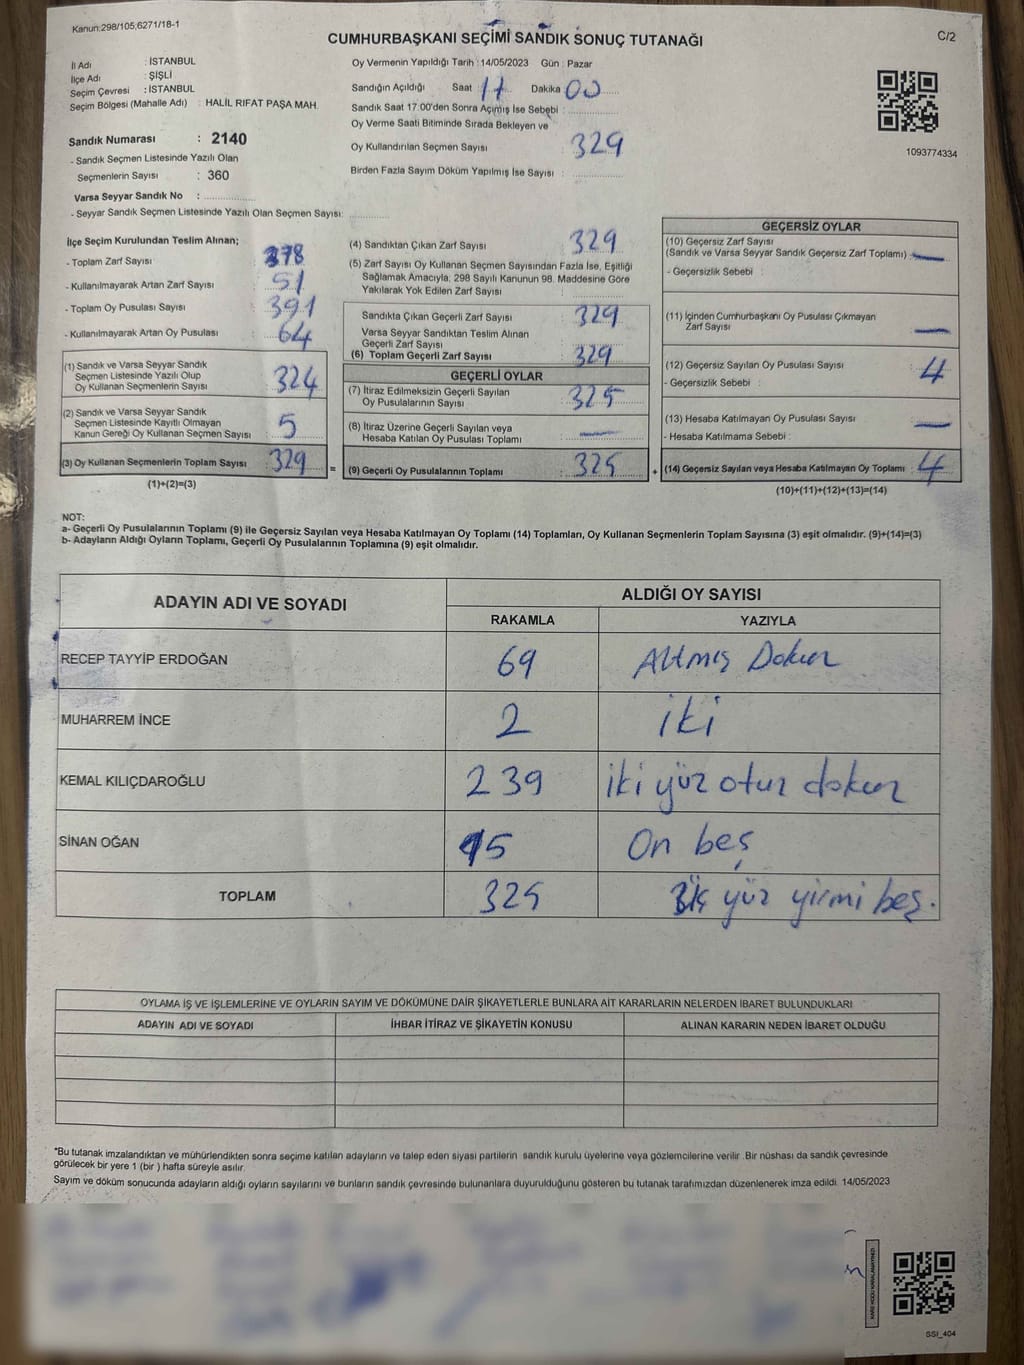 Kanun:298/105,6271/18-1
CUMHURBAŞKANI SEÇİMİ SANDIK SONUÇ TUTANAĞI
C/2
İl Adı : İSTANBUL
İlçe Adı : ŞİŞLİ
Seçim Çevresi : İSTANBUL
Seçim Bölgesi (Mahalle Adı) : HALİL RIFAT PAŞA MAH.
Sandık Numarası : 2140
- Sandık Seçmen Listesinde Yazılı Olan
Seçmenlerin Sayısı : 360
Varsa Seyyar Sandık No :
- Seyyar Sandık Seçmen Listesinde Yazılı Olan Seçmen Sayısı:
Oy Vermenin Yapıldığı Tarih : 14/05/2023 Gün : Pazar
Sandığın Açıldığı Saat 17 Dakika 00
Sandık Saat 17:00'den Sonra Açmış İse Sebebi :
Oy Verme Saati Bitiminde Sırada Bekleyen ve
Oy Kullandırılan Seçmen Sayısı : 329
Birden Fazla Sayım Döküm Yapılmış İse Sayısı :
1093774334
İlçe Seçim Kurulundan Teslim Alınan;
- Toplam Zarf Sayısı : 378
- Kullanılmayarak Artan Zarf Sayısı : 51
- Toplam Oy Pusulası Sayısı : 391
- Kullanılmayarak Artan Oy Pusulası : 64
(1) Sandık ve Varsa Seyyar Sandık
Seçmen Listesinde Yazılı Olup
Oy Kullanan Seçmenlerin Sayısı : 324
(2) Sandık ve Varsa Seyyar Sandık
Seçmen Listesinde Kayıtlı Olmayan
Kanun Gereği Oy Kullanan Seçmen Sayısı : 5
(3) Oy Kullanan Seçmenlerin Toplam Sayısı : 329
(1)+(2)=(3)
(4) Sandıktan Çıkan Zarf Sayısı : 329
(5) Zarf Sayısı Oy Kullanan Seçmen Sayısından Fazla İse, Eşitliği
Sağlamak Amacıyla, 298 Sayılı Kanunun 98. Maddesine Göre
Yakılarak Yok Edilen Zarf Sayısı :
Sandıkta Çıkan Geçerli Zarf Sayısı : 329
Varsa Seyyar Sandıktan Teslim Alınan
Geçerli Zarf Sayısı :
(6) Toplam Geçerli Zarf Sayısı : 329
GEÇERLİ OYLAR
(7) İtiraz Edilmeksizin Geçerli Sayılan
Oy Pusulalarının Sayısı : 325
(8) İtiraz Üzerine Geçerli Sayılan veya
Hesaba Katılan Oy Pusulası Toplamı : —
= (9) Geçerli Oy Pusulalarının Toplamı : 325 +
GEÇERSİZ OYLAR
(10) Geçersiz Zarf Sayısı
(Sandık ve Varsa Seyyar Sandık Geçersiz Zarf Toplamı) : —
- Geçersizlik Sebebi :
(11) İçinden Cumhurbaşkanı Oy Pusulası Çıkmayan
Zarf Sayısı : —
(12) Geçersiz Sayılan Oy Pusulası Sayısı : 4
- Geçersizlik Sebebi :
(13) Hesaba Katılmayan Oy Pusulası Sayısı : —
- Hesaba Katılmama Sebebi :
(14) Geçersiz Sayılan veya Hesaba Katılmayan Oy Toplamı : 4
(10)+(11)+(12)+(13)=(14)
NOT:
a- Geçerli Oy Pusulalarının Toplamı (9) ile Geçersiz Sayılan veya Hesaba Katılmayan Oy Toplamı (14) Toplamları, Oy Kullanan Seçmenlerin Toplam Sayısına (3) eşit olmalıdır. (9)+(14)=(3)
b- Adayların Aldığı Oyların Toplamı, Geçerli Oy Pusulalarının Toplamına (9) eşit olmalıdır.
ADAYIN ADI VE SOYADI ALDIĞI OY SAYISI
RAKAMLA YAZIYLA
RECEP TAYYİP ERDOĞAN 69 Altmış Dokuz
MUHARREM İNCE 2 iki
KEMAL KILIÇDAROĞLU 239 iki yüz otuz dokuz
SİNAN OĞAN 15 On beş
TOPLAM 325 üç yüz yirmi beş.
OYLAMA İŞ VE İŞLEMLERİNE VE OYLARIN SAYIM VE DÖKÜMÜNE DAİR ŞİKAYETLERLE BUNLARA AİT KARARLARIN NELERDEN İBARET BULUNDUKLARI
ADAYIN ADI VE SOYADI İHBAR İTİRAZ VE ŞİKAYETİN KONUSU ALINAN KARARIN NEDEN İBARET OLDUĞU
*Bu tutanak imzalandıktan ve mühürlendikten sonra seçime katılan adayların ve talep eden siyasi partilerin sandık kurulu üyelerine veya gözlemcilerine verilir .Bir nüshası da sandık çevresinde
görülecek bir yere 1 (bir ) hafta süreyle asılır.
Sayım ve döküm sonucunda adayların aldığı oyların sayılarını ve bunların sandık çevresinde bulunanlara duyurulduğunu gösteren bu tutanak tarafımızdan düzenlenerek imza edildi. 14/05/2023
KARE KODU KARALAMAYINIZ!
SSI_404